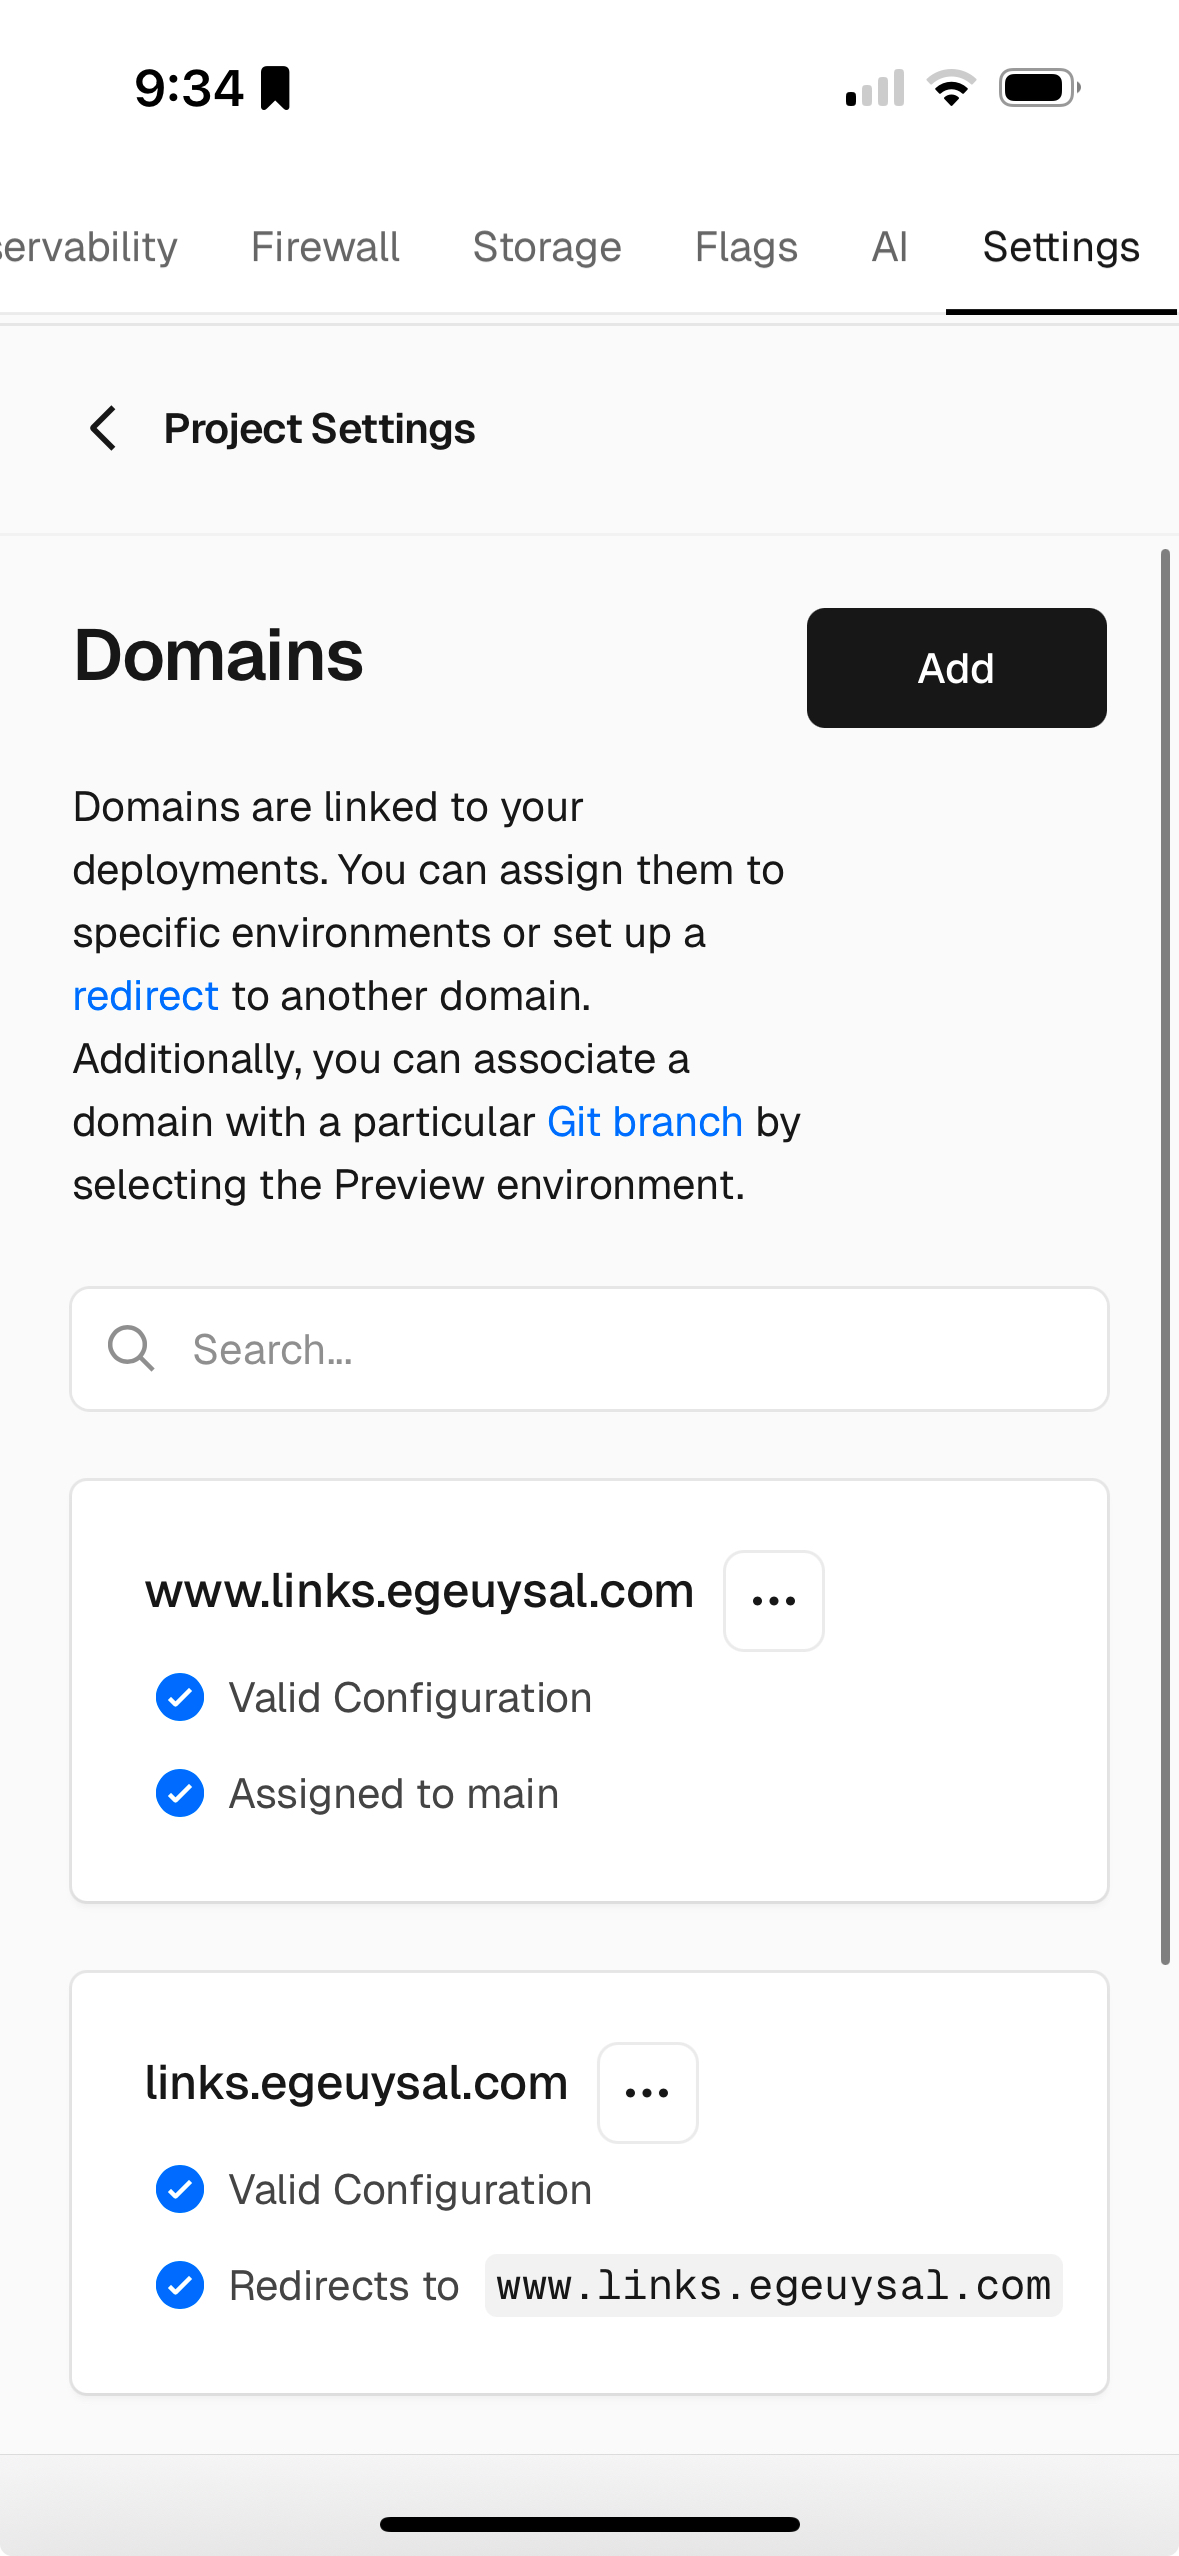 9:34
servability Firewall Storage Flags AI Settings
Project Settings
Domains
Add
Domains are linked to your
deployments. You can assign them to
specific environments or set up a
redirect to another domain.
Additionally, you can associate a
domain with a particular Git branch by
selecting the Preview environment.
Search...
www.links.egeuysal.com
Valid Configuration
Assigned to main
links.egeuysal.com
Valid Configuration
Redirects to www.links.egeuysal.com